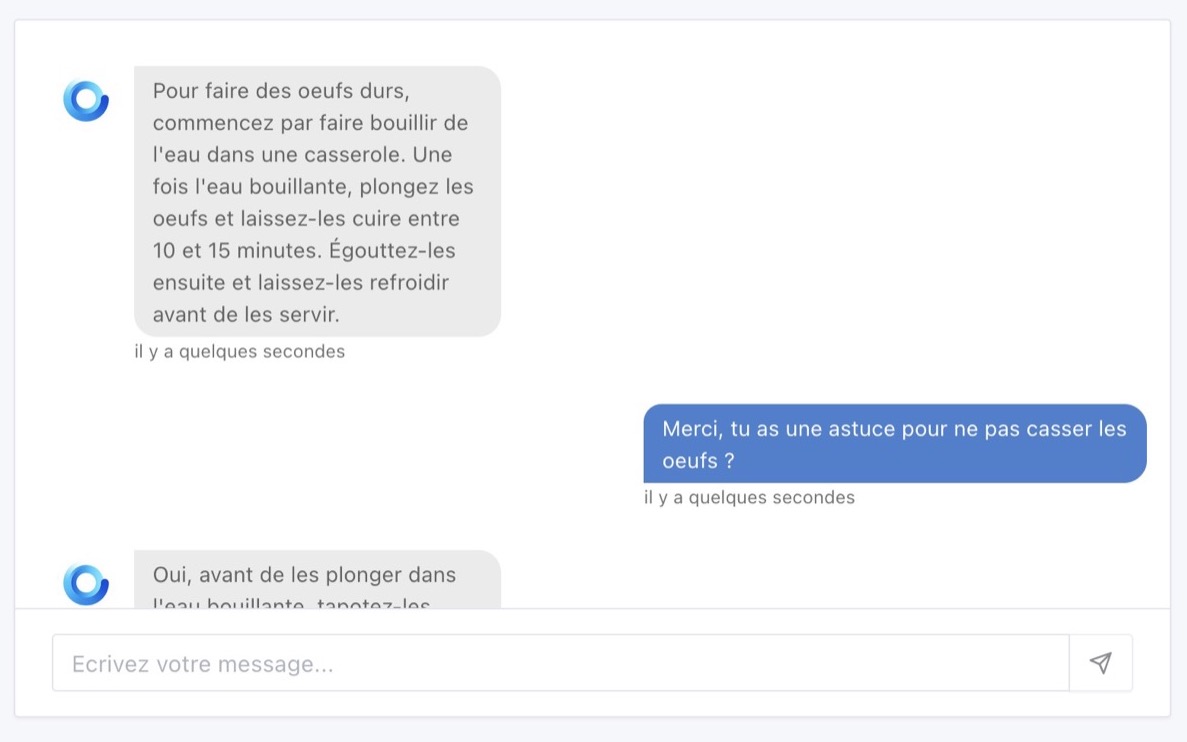 Pour faire des oeufs durs,
commencez par faire bouillir de
l'eau dans une casserole. Une
fois l'eau bouillante, plongez les
oeufs et laissez-les cuire entre
10 et 15 minutes. Égouttez-les
ensuite et laissez-les refroidir
avant de les servir.
il y a quelques secondes
Merci, tu as une astuce pour ne pas casser les
oeufs ?
il y a quelques secondes
Oui, avant de les plonger dans
l'eau bouillante, tapotez-les
Ecrivez votre message...